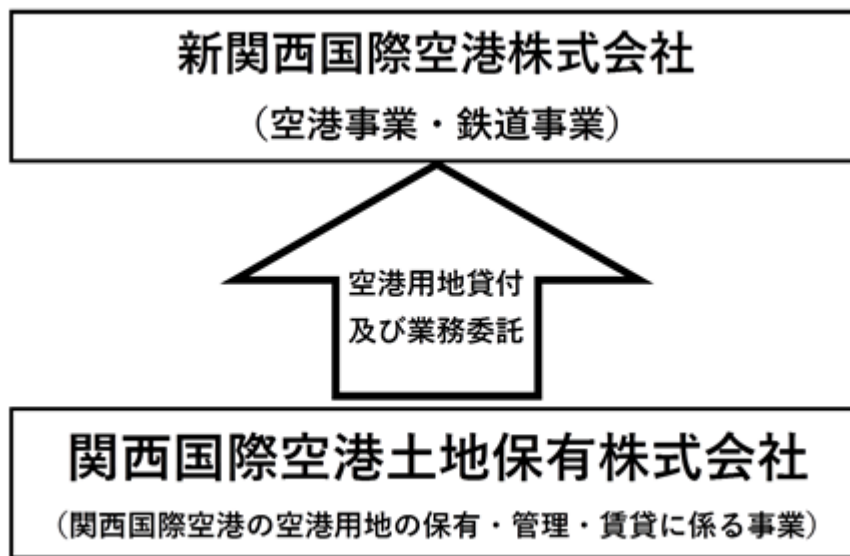 新関西国際空港株式会社
（空港事業・鉄道事業）
空港用地貸付
及び業務委託
関西国際空港土地保有株式会社
（関西国際空港の空港用地の保有・管理・賃貸に係る事業）